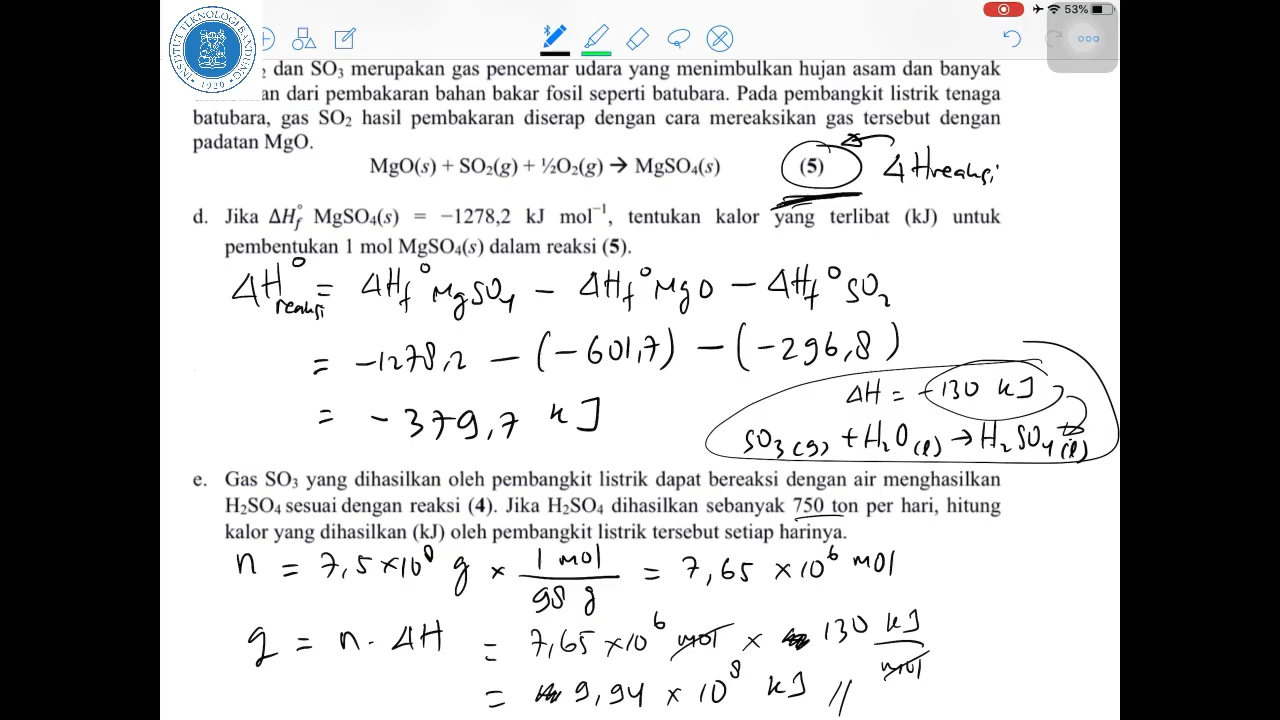 53%
INSTITUT TEKNOLOGI BANDUNG
1920
₂ dan SO₃ merupakan gas pencemar udara yang menimbulkan hujan asam dan banyak
an dari pembakaran bahan bakar fosil seperti batubara. Pada pembangkit listrik tenaga
batubara, gas SO₂ hasil pembakaran diserap dengan cara mereaksikan gas tersebut dengan
padatan MgO.
MgO(s) + SO₂(g) + ½O₂(g) → MgSO₄(s) (5) ΔHreaksi
d. Jika ΔH°f MgSO₄(s) = −1278,2 kJ mol⁻¹, tentukan kalor yang terlibat (kJ) untuk
pembentukan 1 mol MgSO₄(s) dalam reaksi (5).
ΔH°reaksi = ΔHf° MgSO₄ − ΔHf° MgO − ΔHf° SO₂
= −1278,2 − (−601,7) − (−296,8)
ΔH = −130 kJ
= −379,7 kJ
SO₃(g) + H₂O(l) → H₂SO₄(l)
e. Gas SO₃ yang dihasilkan oleh pembangkit listrik dapat bereaksi dengan air menghasilkan
H₂SO₄ sesuai dengan reaksi (4). Jika H₂SO₄ dihasilkan sebanyak 750 ton per hari, hitung
kalor yang dihasilkan (kJ) oleh pembangkit listrik tersebut setiap harinya.
n = 7,5 × 10⁸ g × 1 mol / 98 g = 7,65 × 10⁶ mol
q = n · ΔH = 7,65 × 10⁶ mol × 130 kJ / mol
= 9,94 × 10⁸ kJ //